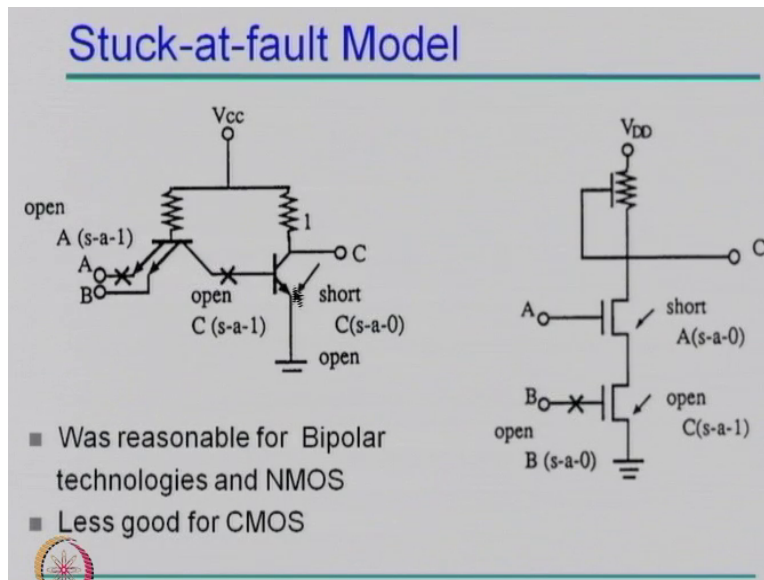 Stuck-at-fault Model
Vcc
open
A (s-a-1)
A
B
1
C
open
C (s-a-1)
short
C(s-a-0)
open
VDD
C
A
short
A(s-a-0)
B
open
B (s-a-0)
open
C(s-a-1)
Was reasonable for Bipolar
technologies and NMOS
Less good for CMOS